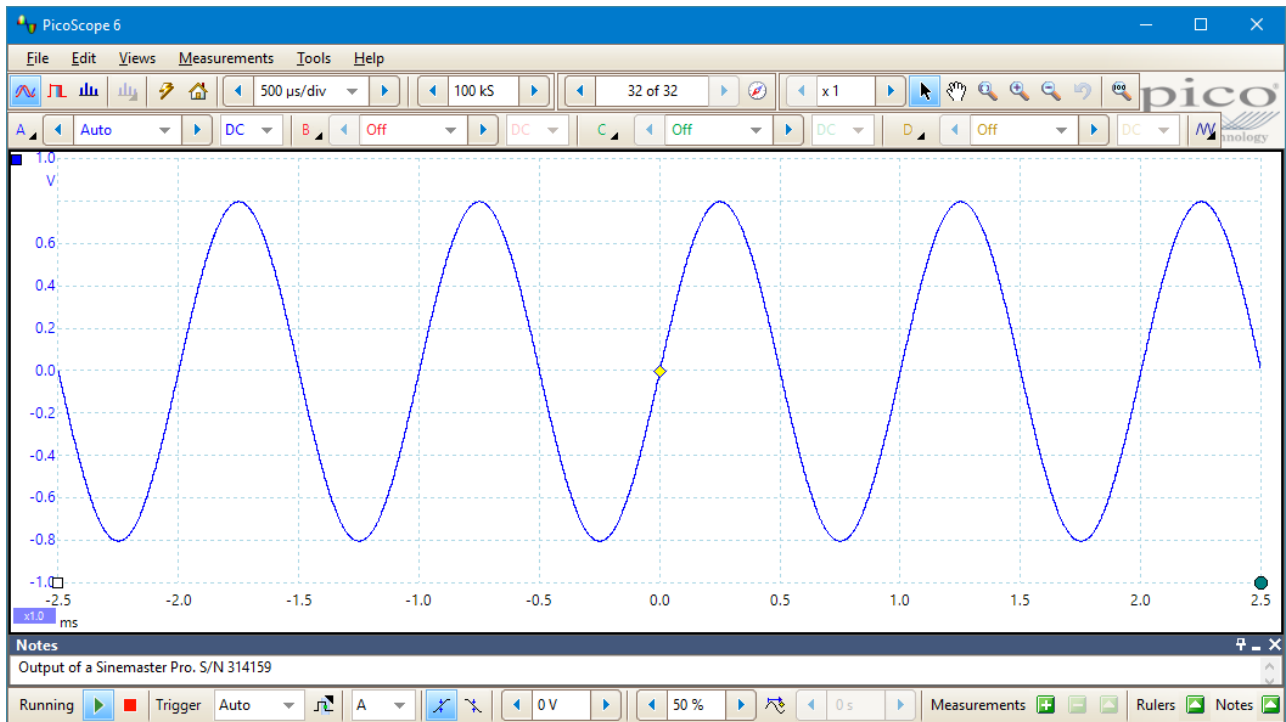 PicoScope 6
File Edit Views Measurements Tools Help
500 µs/div 100 kS 32 of 32 x 1 pico
A Auto DC B Off DC C Off DC D Off DC hnology
1.0
V
0.6
0.4
0.2
0.0
-0.2
-0.4
-0.6
-0.8
-1.0
-2.5 -2.0 -1.5 -1.0 -0.5 0.0 0.5 1.0 1.5 2.0 2.5
x1.0 ms
Notes
Output of a Sinemaster Pro. S/N 314159
Running Trigger Auto A 0 V 50 % 0 s Measurements Rulers Notes